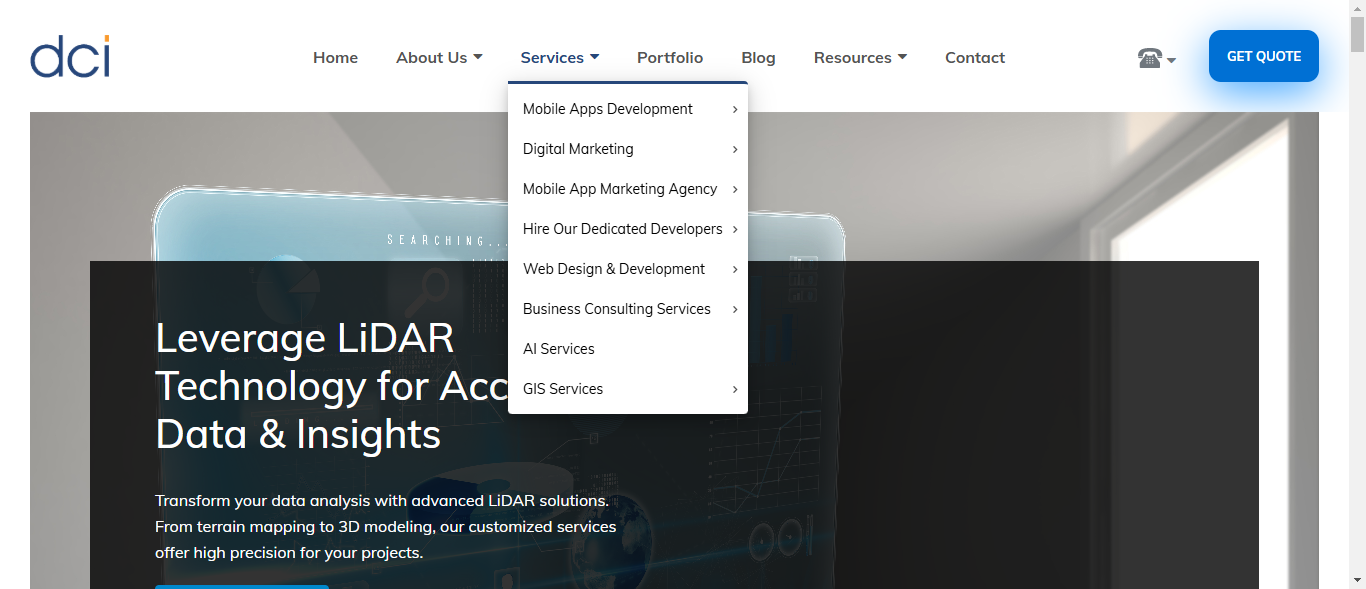 dci
Home
About Us
Services
Portfolio
Blog
Resources
Contact
GET QUOTE
Mobile Apps Development
Digital Marketing
Mobile App Marketing Agency
Hire Our Dedicated Developers
Web Design & Development
Business Consulting Services
AI Services
GIS Services
SEARCHING...
Leverage LiDAR
Technology for Acc
Data & Insights
Transform your data analysis with advanced LiDAR solutions.
From terrain mapping to 3D modeling, our customized services
offer high precision for your projects.